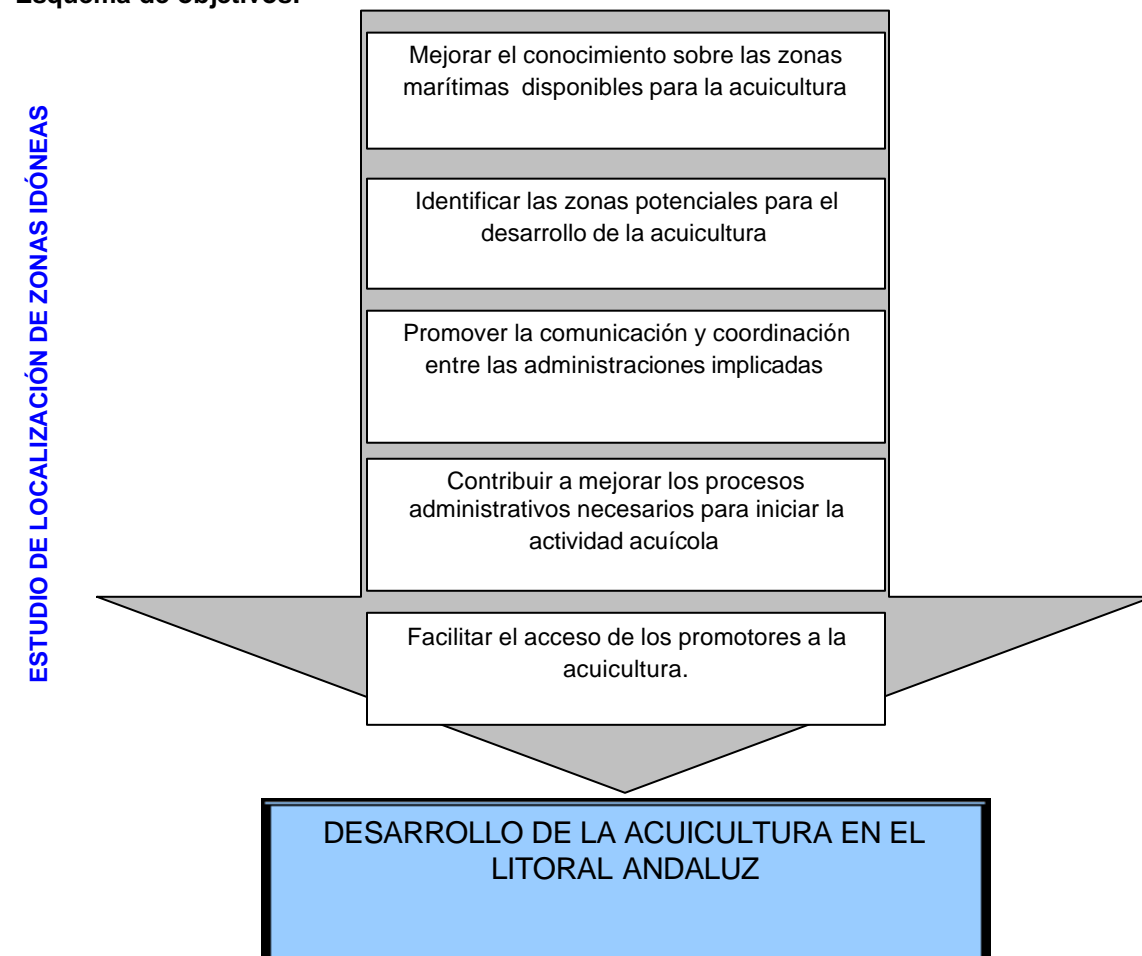 Esquema de objetivos:
ESTUDIO DE LOCALIZACIÓN DE ZONAS IDÓNEAS
Mejorar el conocimiento sobre las zonas
marítimas disponibles para la acuicultura
Identificar las zonas potenciales para el
desarrollo de la acuicultura
Promover la comunicación y coordinación
entre las administraciones implicadas
Contribuir a mejorar los procesos
administrativos necesarios para iniciar la
actividad acuícola
Facilitar el acceso de los promotores a la
acuicultura.
DESARROLLO DE LA ACUICULTURA EN EL
LITORAL ANDALUZ